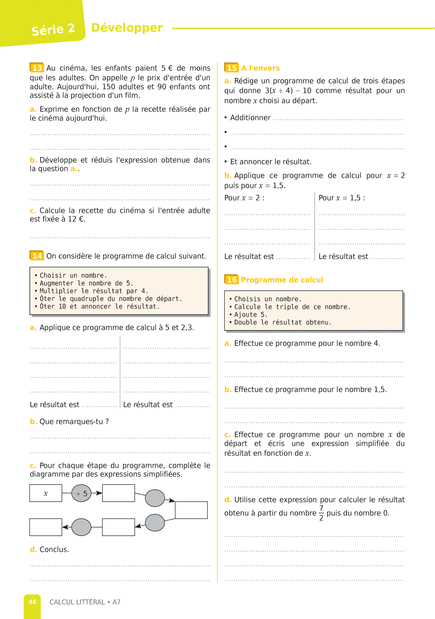 Série 2 Développer
13 Au cinéma, les enfants paient 5 € de moins
que les adultes. On appelle p le prix d'entrée d'un
adulte. Aujourd'hui, 150 adultes et 90 enfants ont
assisté à la projection d'un film.
a. Exprime en fonction de p la recette réalisée par
le cinéma aujourd'hui.
b. Développe et réduis l'expression obtenue dans
la question a..
c. Calcule la recette du cinéma si l'entrée adulte
est fixée à 12 €.
14 On considère le programme de calcul suivant.
• Choisir un nombre.
• Augmenter le nombre de 5.
• Multiplier le résultat par 4.
• Ôter le quadruple du nombre de départ.
• Ôter 10 et annoncer le résultat.
a. Applique ce programme de calcul à 5 et 2,3.
Le résultat est .............. Le résultat est ..............
b. Que remarques-tu ?
c. Pour chaque étape du programme, complète le
diagramme par des expressions simplifiées.
x + 5
d. Conclus.
15 A l'envers
a. Rédige un programme de calcul de trois étapes
qui donne 3(x + 4) – 10 comme résultat pour un
nombre x choisi au départ.
• Additionner ..............
•
•
• Et annoncer le résultat.
b. Applique ce programme de calcul pour x = 2
puis pour x = 1,5.
Pour x = 2 : Pour x = 1,5 :
Le résultat est .............. Le résultat est ..............
16 Programme de calcul
• Choisis un nombre.
• Calcule le triple de ce nombre.
• Ajoute 5.
• Double le résultat obtenu.
a. Effectue ce programme pour le nombre 4.
b. Effectue ce programme pour le nombre 1,5.
c. Effectue ce programme pour un nombre x de
départ et écris une expression simplifiée du
résultat en fonction de x.
d. Utilise cette expression pour calculer le résultat
obtenu à partir du nombre 7/2 puis du nombre 0.
48 CALCUL LITTÉRAL • A7